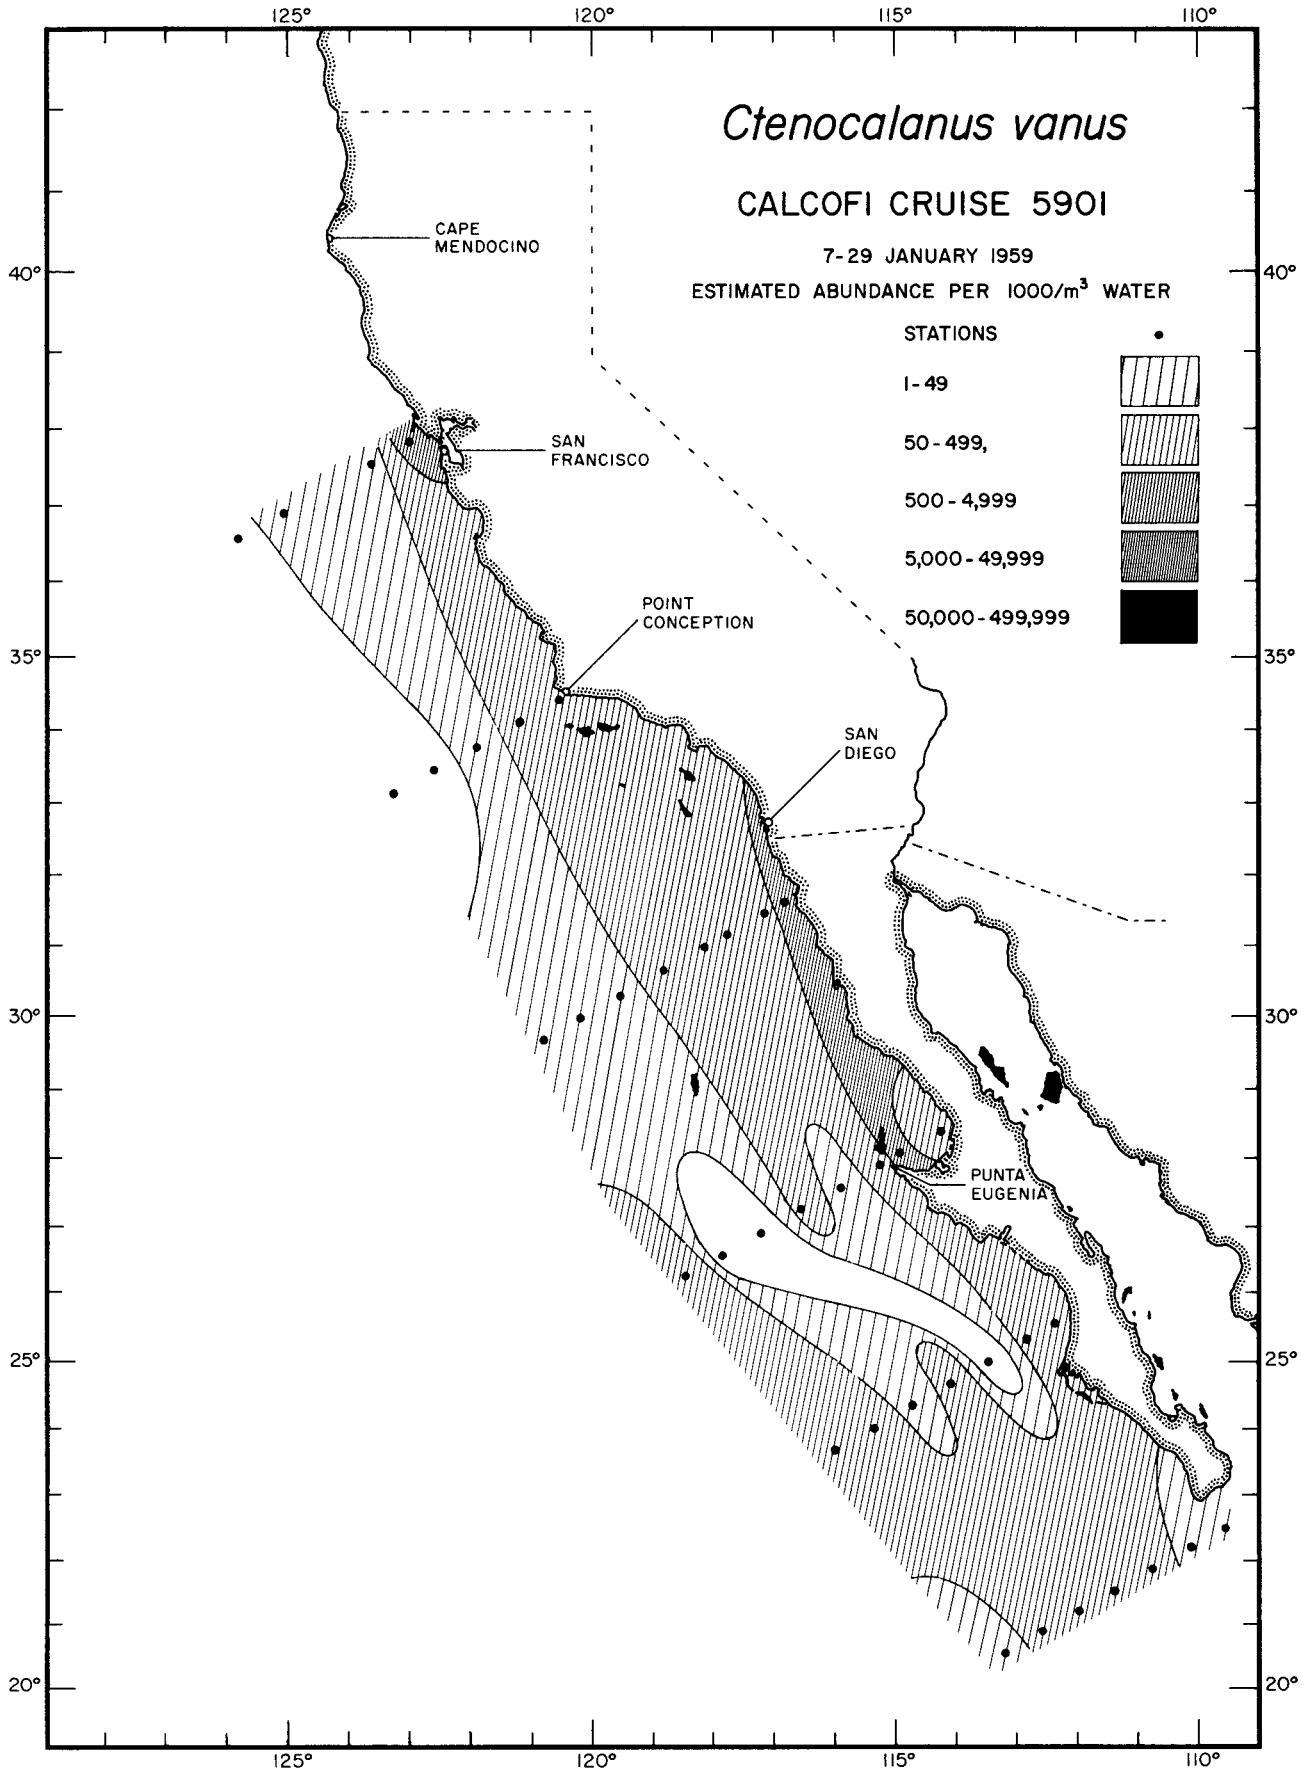 125° 120° 115° 110°
Ctenocalanus vanus
CALCOFI CRUISE 5901
7-29 JANUARY 1959
ESTIMATED ABUNDANCE PER 1000/m³ WATER
STATIONS
1-49
50-499,
500-4,999
5,000-49,999
50,000-499,999
CAPE
MENDOCINO
40° 40°
SAN
FRANCISCO
POINT
CONCEPTION
35° 35°
SAN
DIEGO
30° 30°
PUNTA
EUGENIA
25° 25°
20° 20°
125° 120° 115° 110°